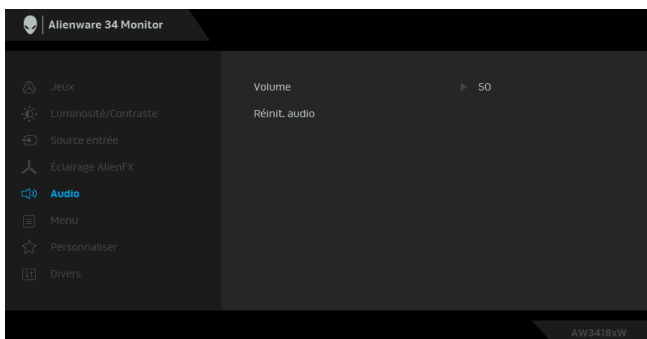 Alienware 34 Monitor
Jeux
Volume 50
Luminosité/Contraste
Réinit. audio
Source entrée
Éclairage AlienFX
Audio
Menu
Personnaliser
Divers
AW3418xW